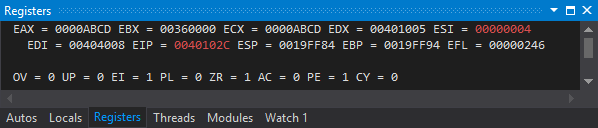 Registers
EAX = 0000ABCD EBX = 00360000 ECX = 0000ABCD EDX = 00401005 ESI = 00000004
EDI = 00404008 EIP = 0040102C ESP = 0019FF84 EBP = 0019FF94 EFL = 00000246
OV = 0 UP = 0 EI = 1 PL = 0 ZR = 1 AC = 0 PE = 1 CY = 0
Autos Locals Registers Threads Modules Watch 1